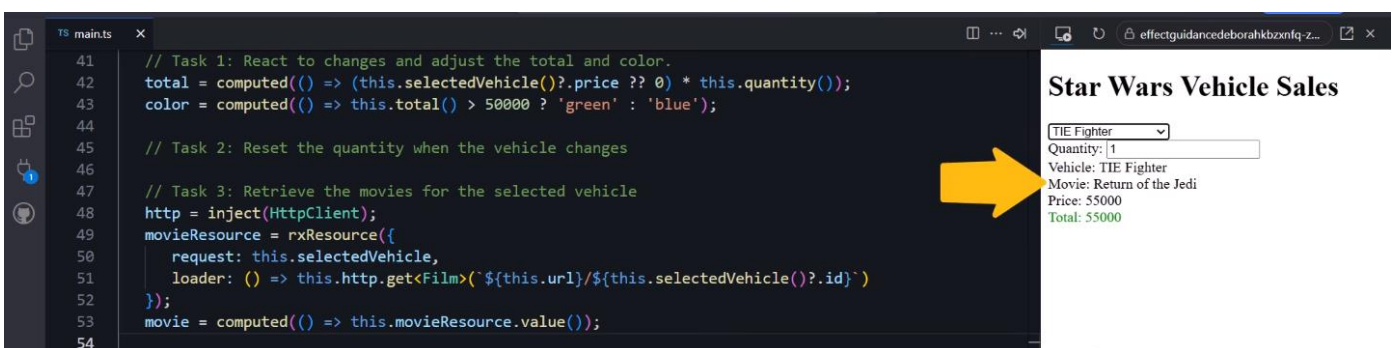 TS main.ts ×
effectguidancedeborahkbzxnfq-z...
41 // Task 1: React to changes and adjust the total and color.
42 total = computed(() => (this.selectedVehicle()?.price ?? 0) * this.quantity());
43 color = computed(() => this.total() > 50000 ? 'green' : 'blue');
44
45 // Task 2: Reset the quantity when the vehicle changes
46
47 // Task 3: Retrieve the movies for the selected vehicle
48 http = inject(HttpClient);
49 movieResource = rxResource({
50 request: this.selectedVehicle,
51 loader: () => this.http.get<Film>(`${this.url}/${this.selectedVehicle()?.id}`)
52 });
53 movie = computed(() => this.movieResource.value());
54
1
Star Wars Vehicle Sales
TIE Fighter
Quantity: 1
Vehicle: TIE Fighter
Movie: Return of the Jedi
Price: 55000
Total: 55000